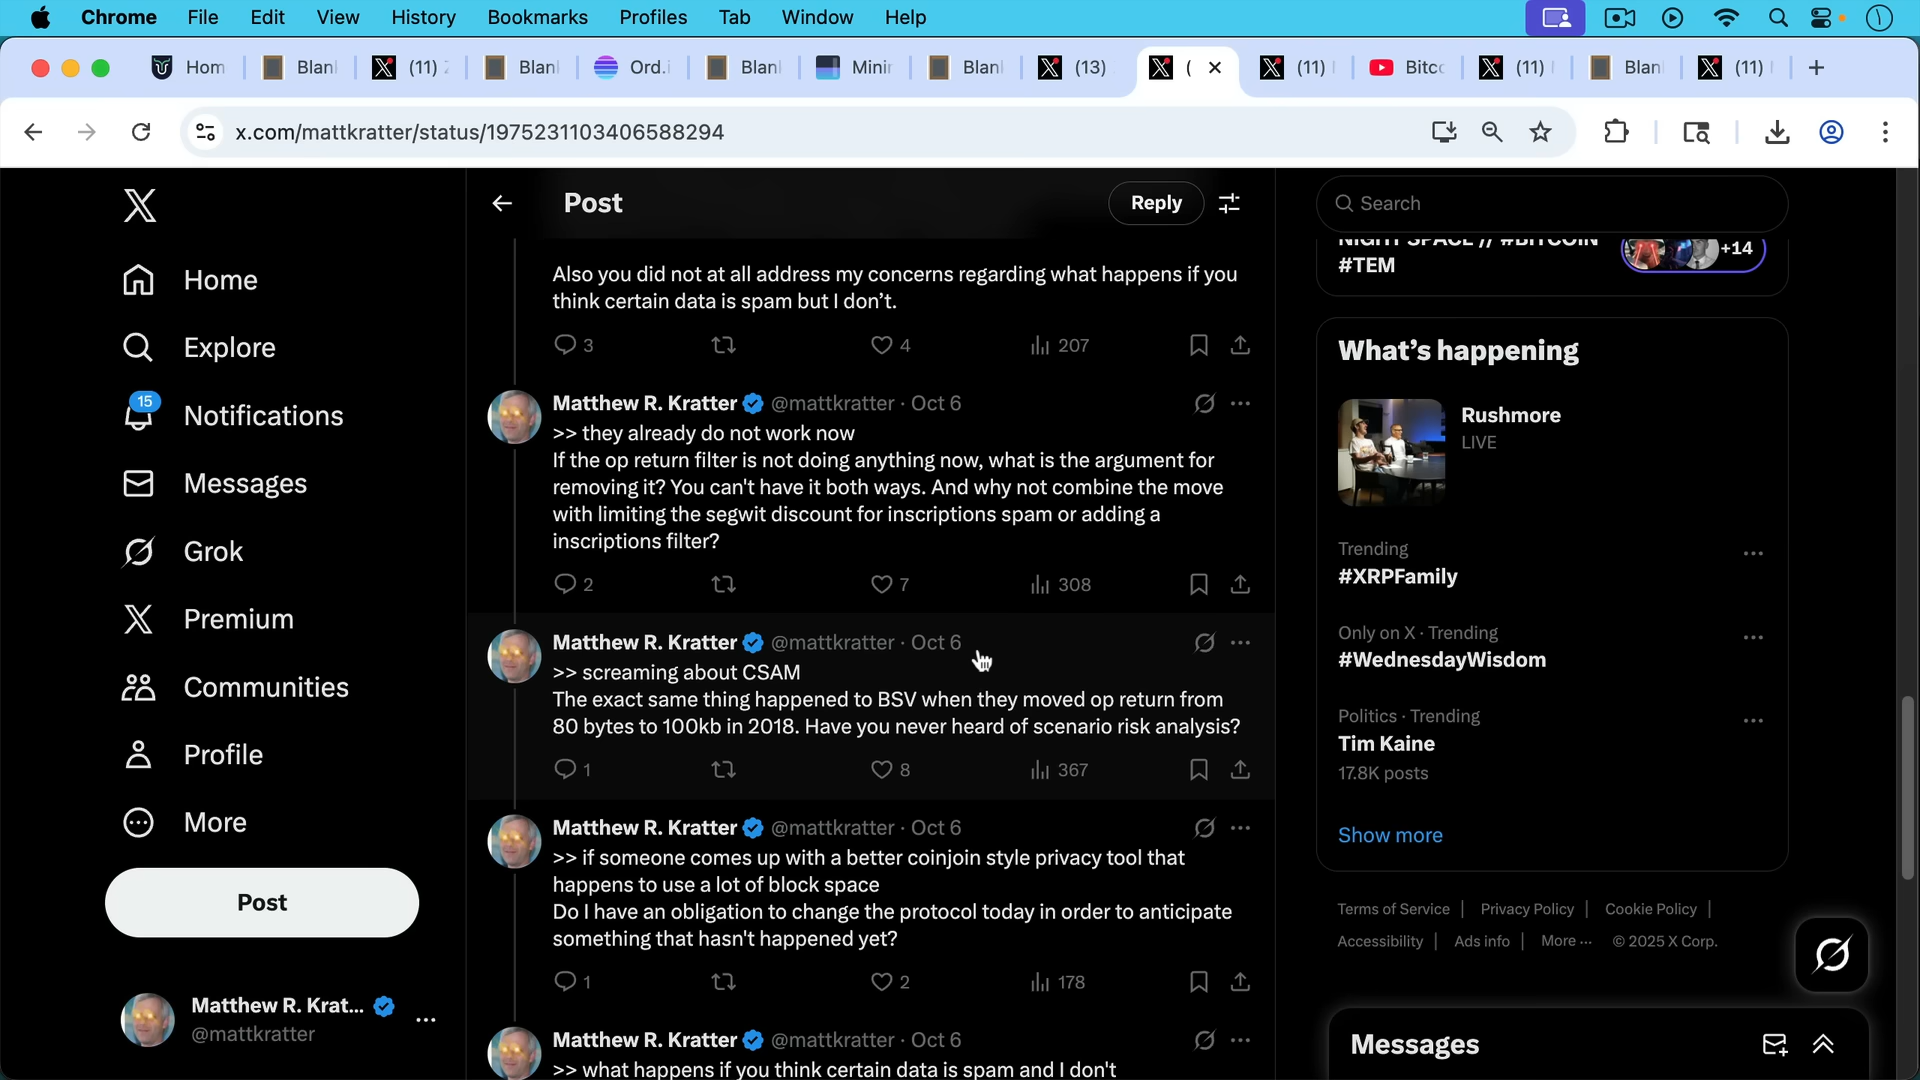 Chrome File Edit View History Bookmarks Profiles Tab Window Help
Hom
Blan
(11)
Blan
Ord.i
Blan
Minir
Blan
(13)
(
(11)
Bitco
(11)
Blan
(11)
x.com/mattkratter/status/1975231103406588294
Home
Explore
15
Notifications
Messages
Grok
Premium
Communities
Profile
More
Post
Matthew R. Krat...
@mattkratter
Post
Reply
Also you did not at all address my concerns regarding what happens if you
think certain data is spam but I don’t.
3 4 207
Matthew R. Kratter @mattkratter · Oct 6
>> they already do not work now
If the op return filter is not doing anything now, what is the argument for
removing it? You can't have it both ways. And why not combine the move
with limiting the segwit discount for inscriptions spam or adding a
inscriptions filter?
2 7 308
Matthew R. Kratter @mattkratter · Oct 6
>> screaming about CSAM
The exact same thing happened to BSV when they moved op return from
80 bytes to 100kb in 2018. Have you never heard of scenario risk analysis?
1 8 367
Matthew R. Kratter @mattkratter · Oct 6
>> if someone comes up with a better coinjoin style privacy tool that
happens to use a lot of block space
Do I have an obligation to change the protocol today in order to anticipate
something that hasn't happened yet?
1 2 178
Matthew R. Kratter @mattkratter · Oct 6
>> what happens if you think certain data is spam and I don't
Search
NIGHT SPACE // #BITCOIN
#TEM
+14
What’s happening
Rushmore
LIVE
Trending
#XRPFamily
Only on X · Trending
#WednesdayWisdom
Politics · Trending
Tim Kaine
17.8K posts
Show more
Terms of Service | Privacy Policy | Cookie Policy |
Accessibility | Ads info | More ··· © 2025 X Corp.
Messages